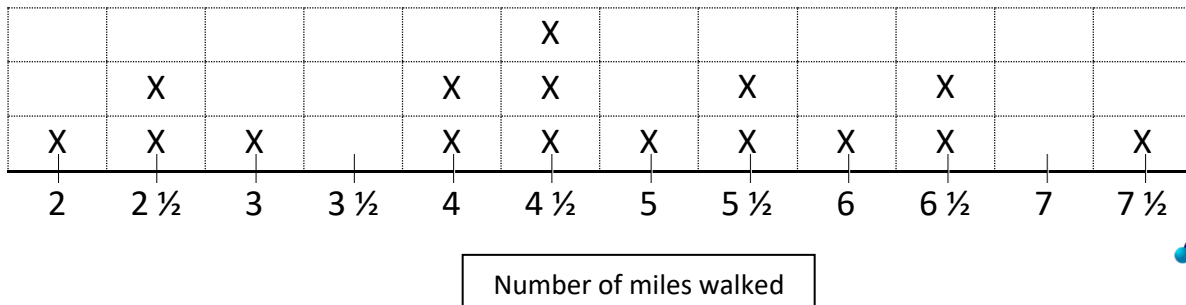 X
X X X X X
X X X X X X X X X X
2 2 ½ 3 3 ½ 4 4 ½ 5 5 ½ 6 6 ½ 7 7 ½
Number of miles walked